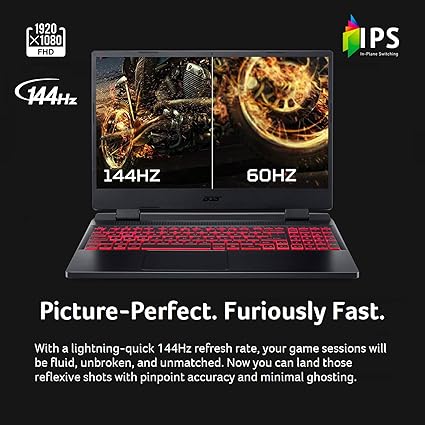 1920
×1080
FHD
IPS
In-Plane Switching
144Hz
144HZ
60HZ
acer
Picture-Perfect. Furiously Fast.
With a lightning-quick 144Hz refresh rate, your game sessions will
be fluid, unbroken, and unmatched. Now you can land those
reflexive shots with pinpoint accuracy and minimal ghosting.